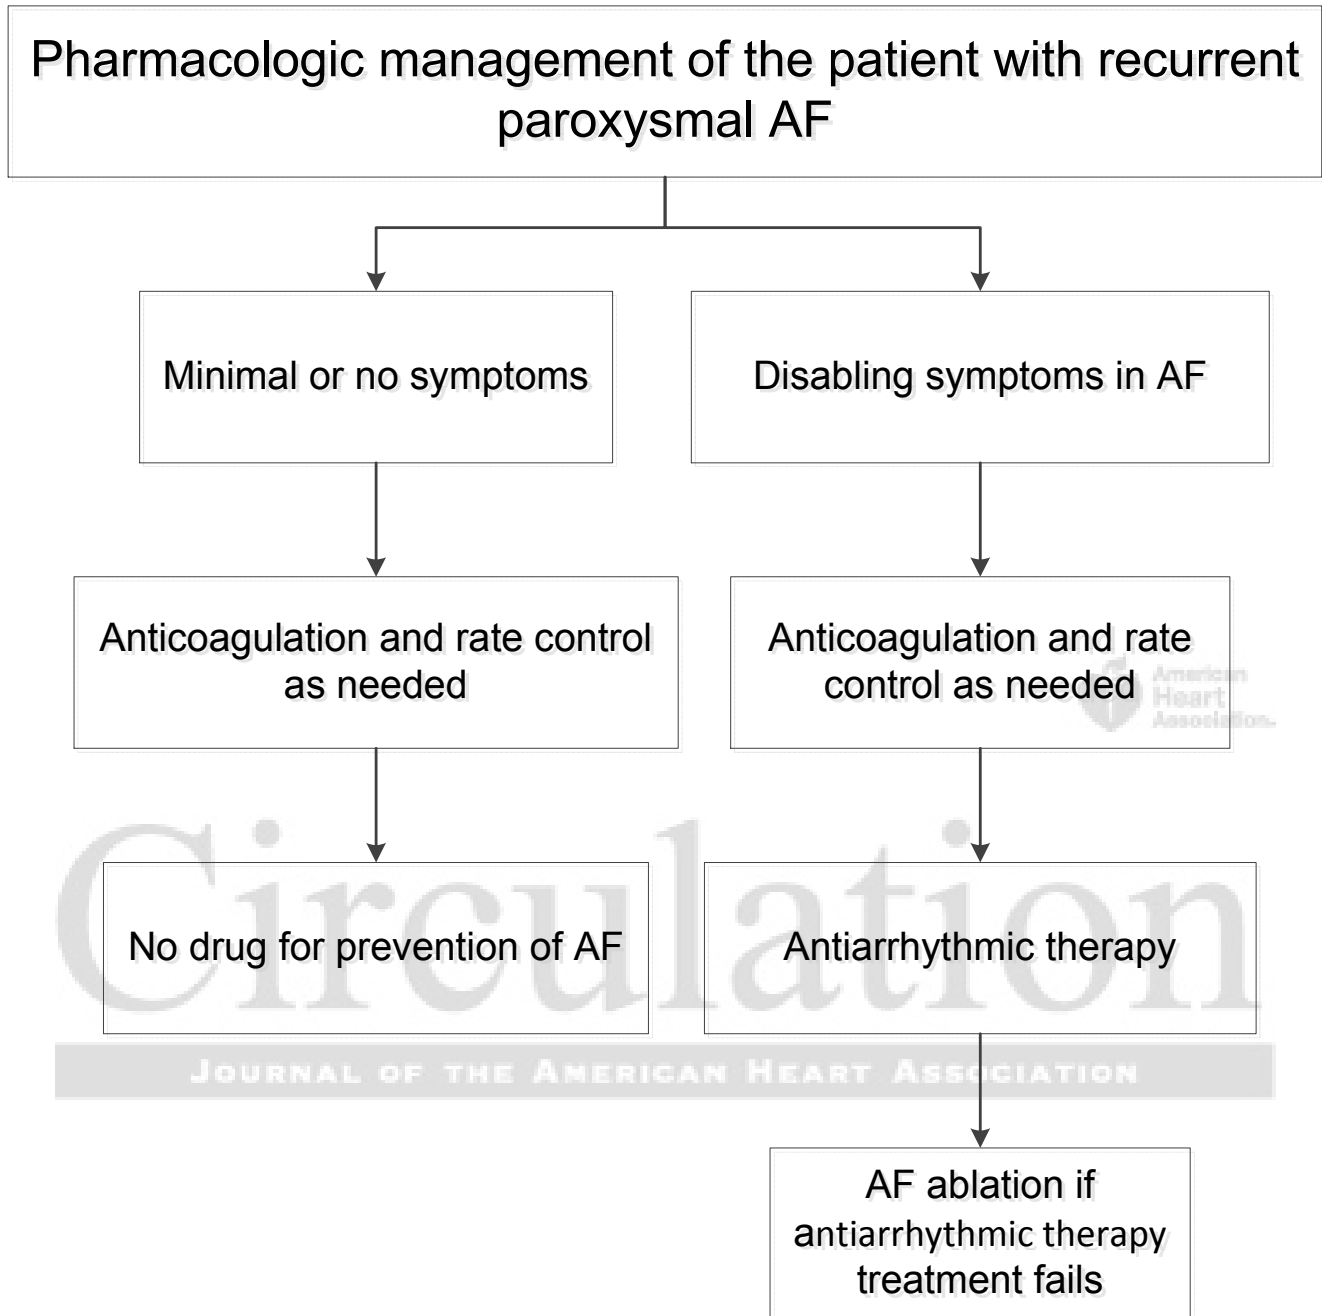 Pharmacologic management of the patient with recurrent
paroxysmal AF
Minimal or no symptoms
Disabling symptoms in AF
Anticoagulation and rate control
as needed
Anticoagulation and rate
control as needed
American
Heart
Association
No drug for prevention of AF
Antiarrhythmic therapy
Circulation
JOURNAL OF THE AMERICAN HEART ASSOCIATION
AF ablation if
antiarrhythmic therapy
treatment fails